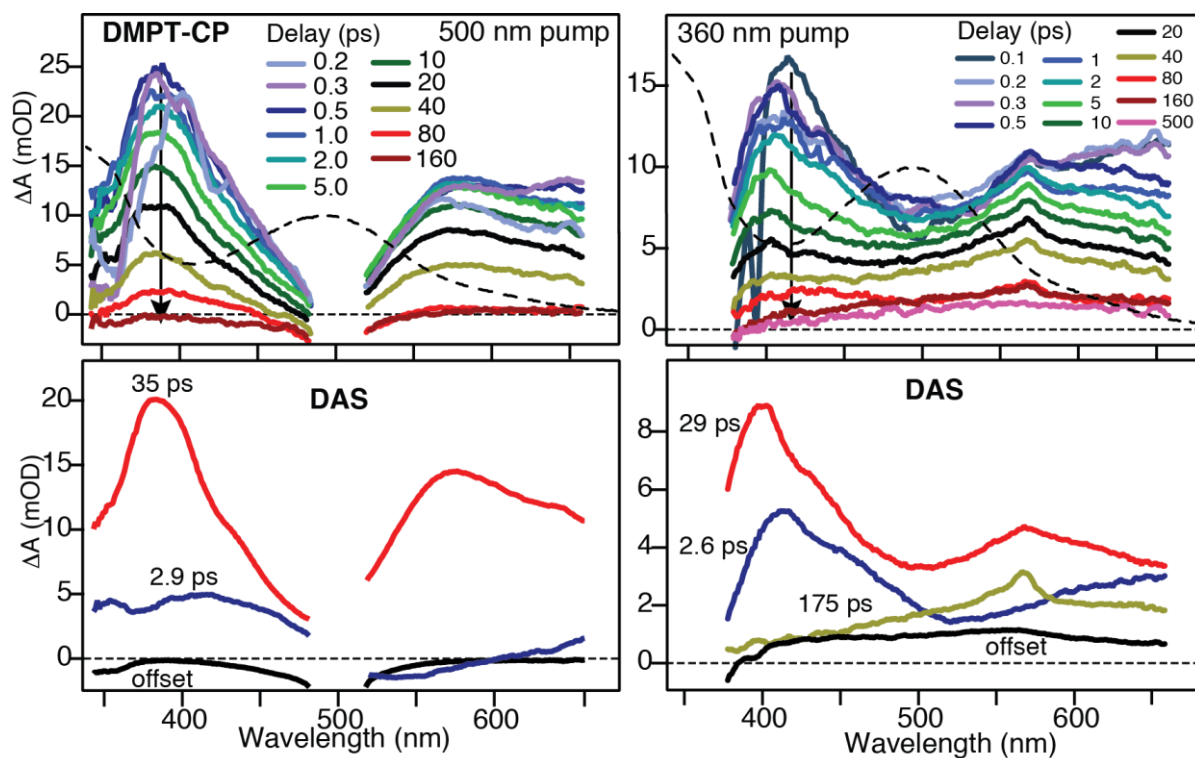 DMPT-CP
Delay (ps)
500 nm pump
0.2
0.3
0.5
1.0
2.0
5.0
10
20
40
80
160
25
20
15
10
5
0
ΔA (mOD)
360 nm pump
Delay (ps)
0.1
0.2
0.3
0.5
1
2
5
10
20
40
80
160
500
15
10
5
0
35 ps
DAS
2.9 ps
offset
20
15
10
5
0
ΔA (mOD)
400
500
600
Wavelength (nm)
DAS
29 ps
2.6 ps
175 ps
offset
8
6
4
2
0
400
500
600
Wavelength (nm)